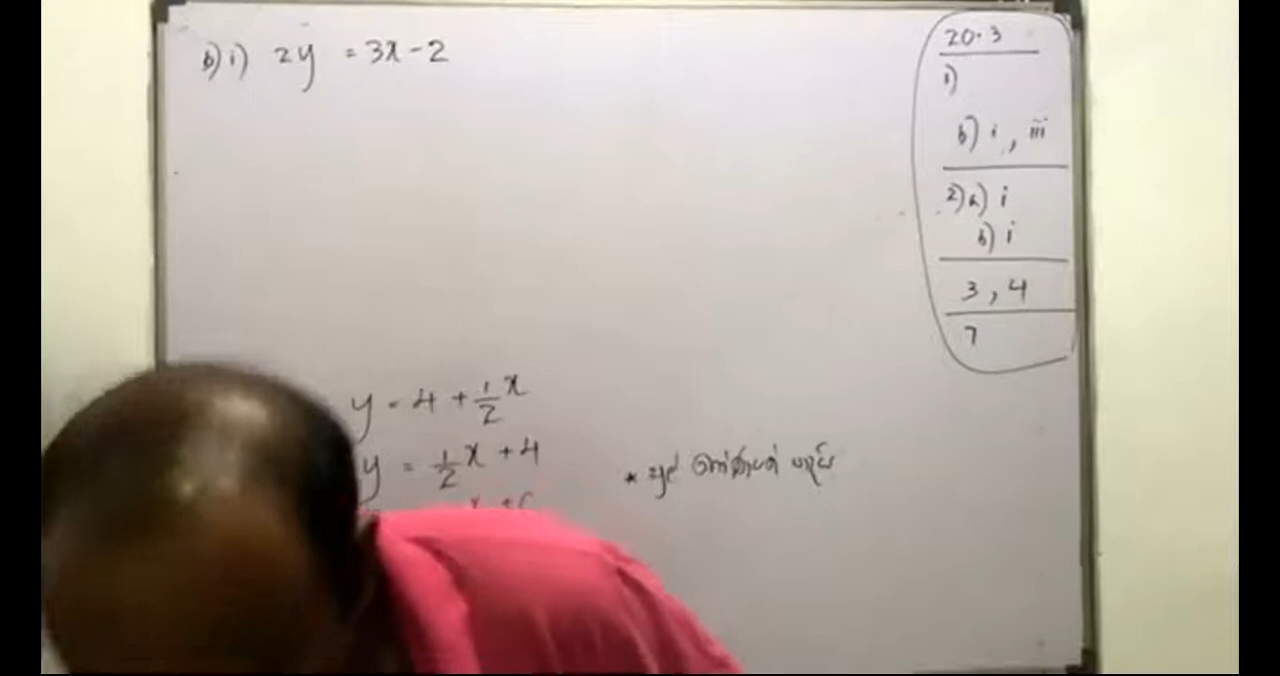 b) i) 2y = 3x - 2
y = 4 + 1/2 x
y = 1/2 x + 4
20.3
1)
b) i , iii
2) a) i
b) i
3 , 4
7